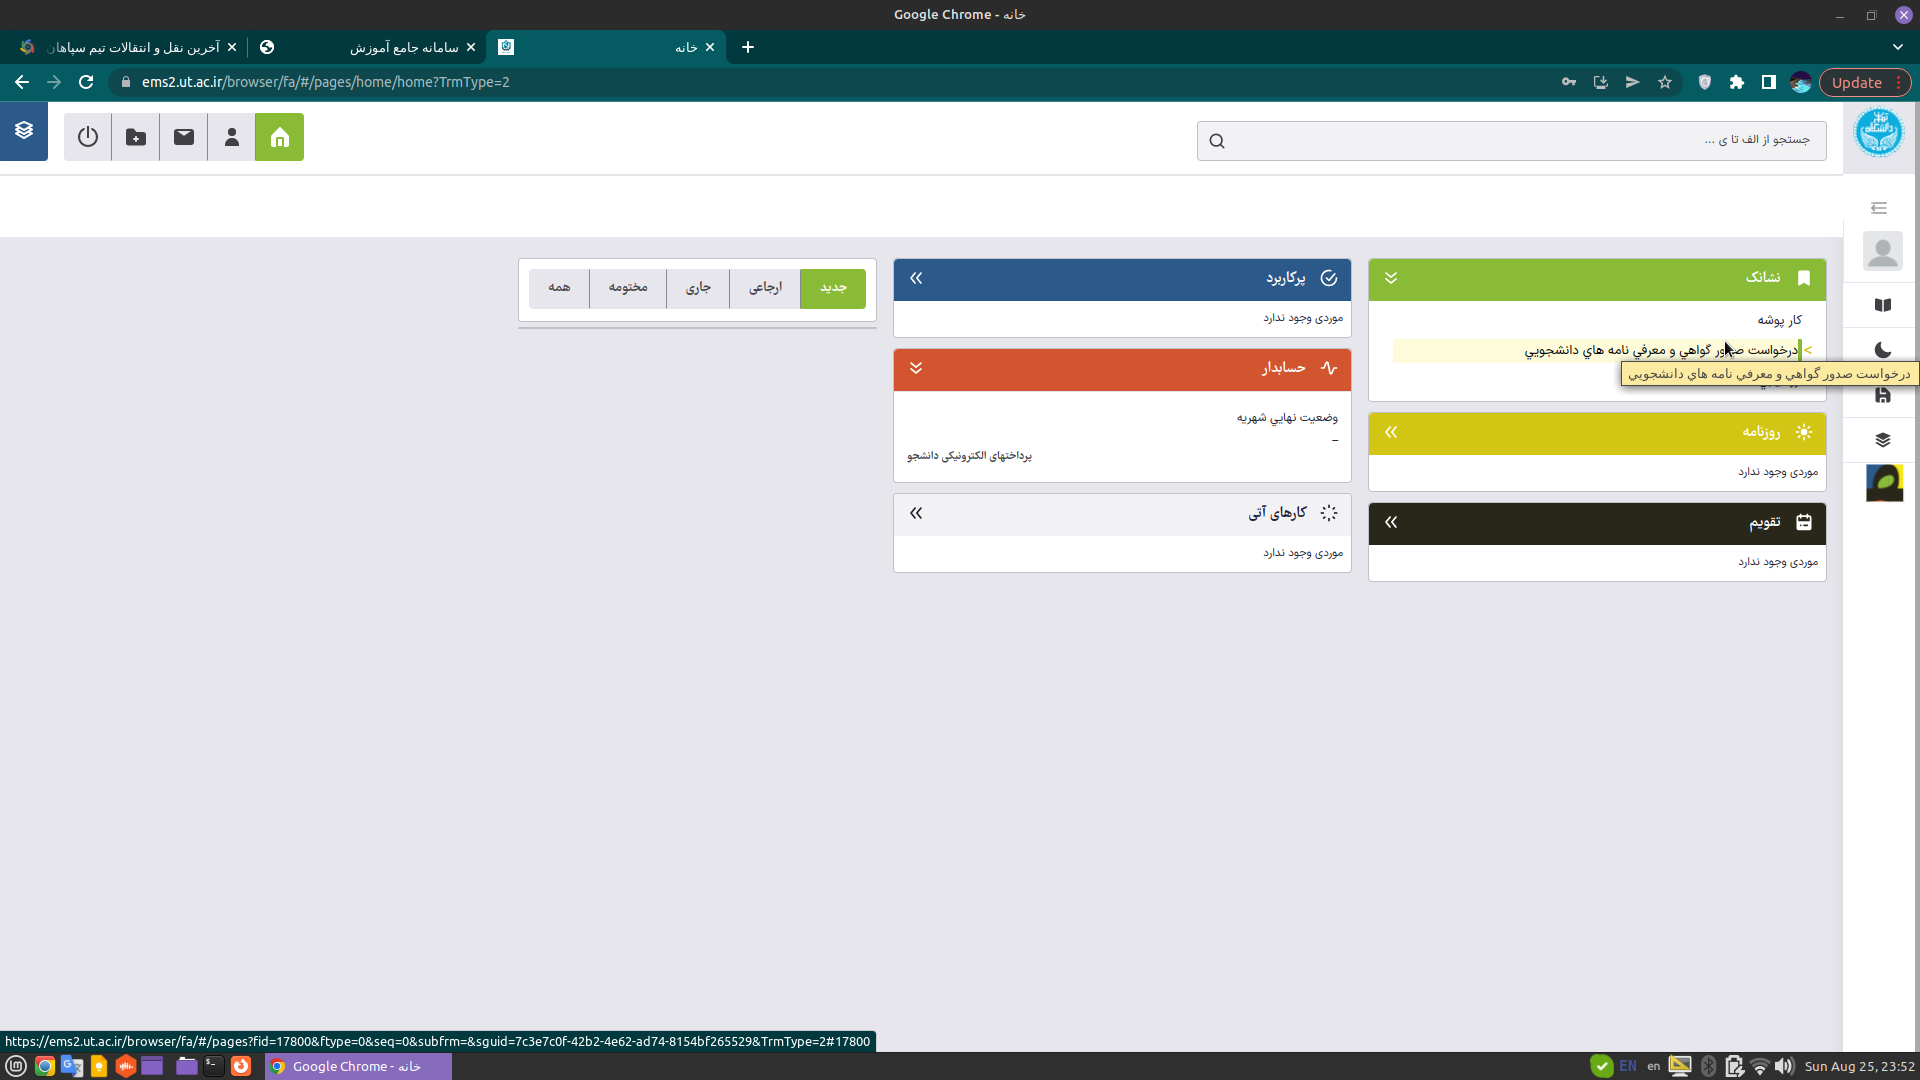 خانه - Google Chrome
آخرین نقل و انتقالات تیم سپاهان
سامانه جامع آموزش
خانه
ems2.ut.ac.ir/browser/fa/#/pages/home/home?TrmType=2
Update
جستجو از الف تا ی ...
نشانک
کار پوشه
درخواست صدور گواهي و معرفي نامه هاي دانشجويي
درخواست صدور گواهي و معرفي نامه هاي دانشجويي
روزنامه
موردی وجود ندارد
تقویم
موردی وجود ندارد
پرکاربرد
موردی وجود ندارد
حسابدار
وضعيت نهايي شهريه
_
پرداختهای الکترونیکی دانشجو
کارهای آتی
موردی وجود ندارد
جدید
ارجاعی
جاری
مختومه
همه
https://ems2.ut.ac.ir/browser/fa/#/pages?fid=17800&ftype=0&seq=0&subfrm=&sguid=7c3e7c0f-42b2-4e62-ad74-8154bf265529&TrmType=2#17800
خانه - Google Chrome
EN
en
Sun Aug 25, 23:52